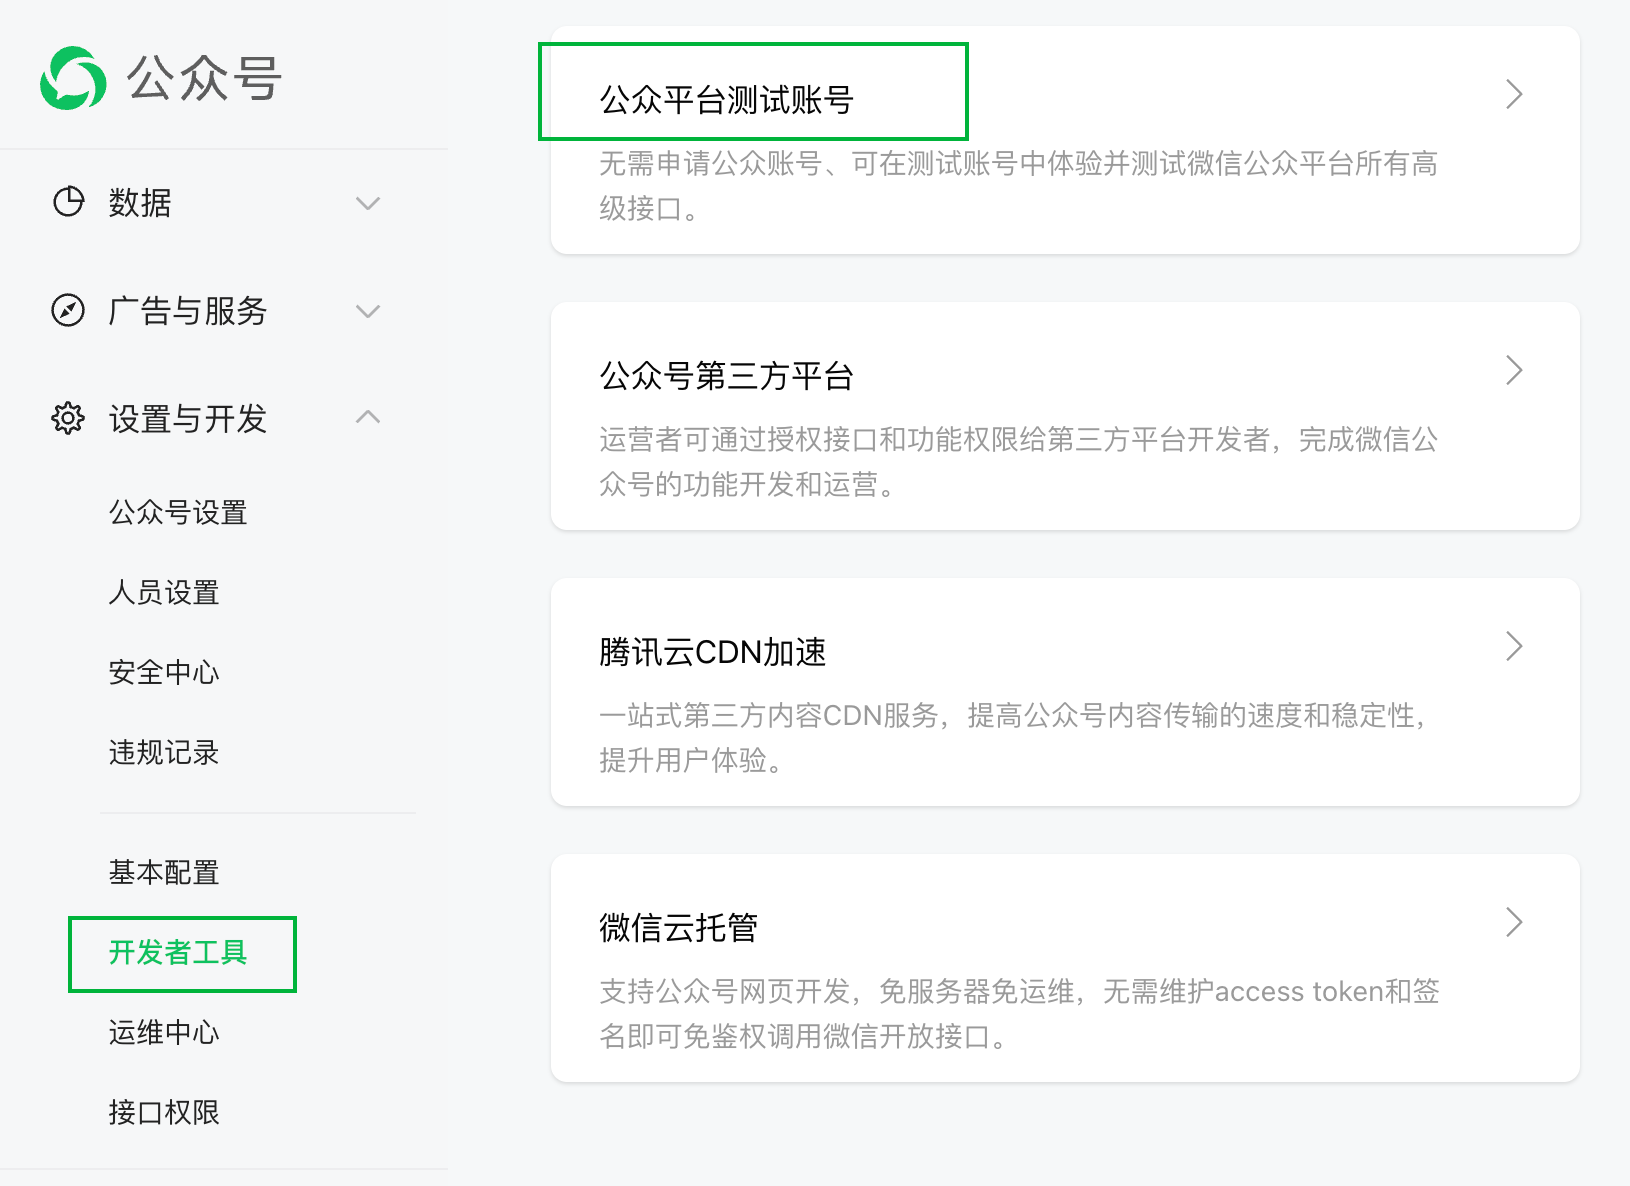 公众号
数据
广告与服务
设置与开发
公众号设置
人员设置
安全中心
违规记录
基本配置
开发者工具
运维中心
接口权限
公众平台测试账号
无需申请公众账号、可在测试账号中体验并测试微信公众平台所有高
级接口。
公众号第三方平台
运营者可通过授权接口和功能权限给第三方平台开发者，完成微信公
众号的功能开发和运营。
腾讯云CDN加速
一站式第三方内容CDN服务，提高公众号内容传输的速度和稳定性，
提升用户体验。
微信云托管
支持公众号网页开发，免服务器免运维，无需维护access token和签
名即可免鉴权调用微信开放接口。